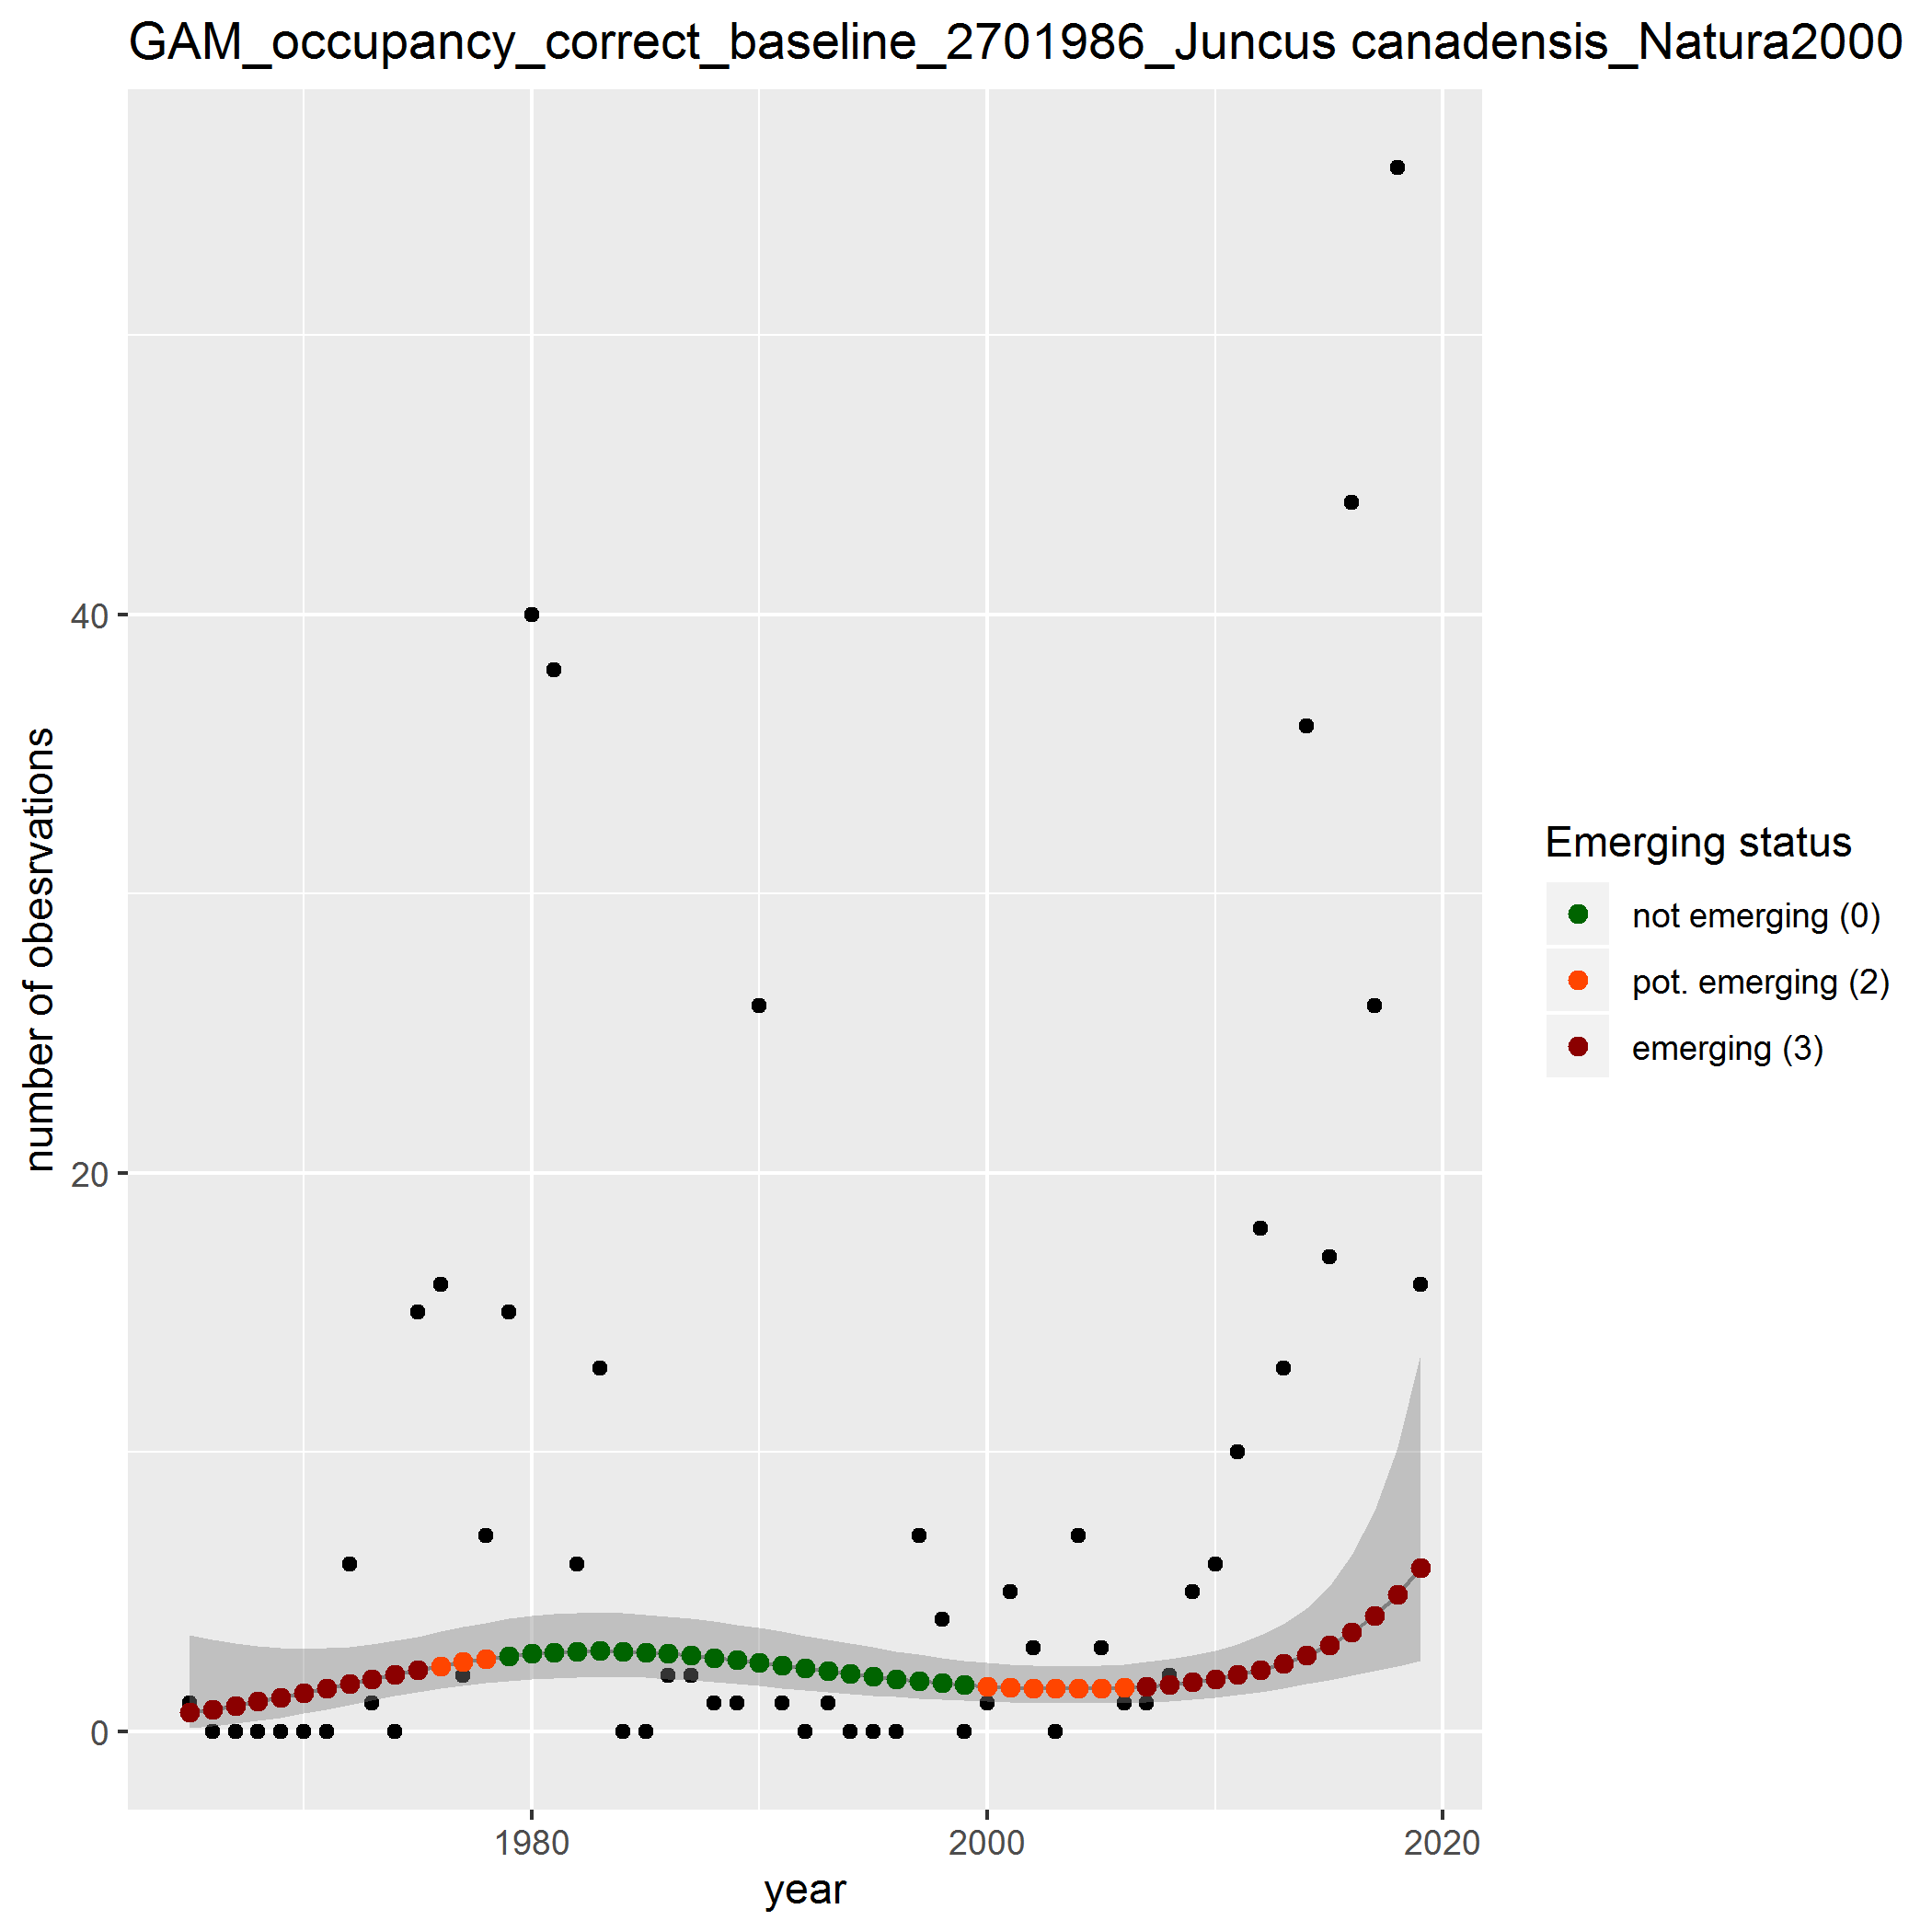 GAM_occupancy_correct_baseline_2701986_Juncus canadensis_Natura2000
number of obesrvations
40
20
0
1980
2000
2020
year
Emerging status
not emerging (0)
pot. emerging (2)
emerging (3)